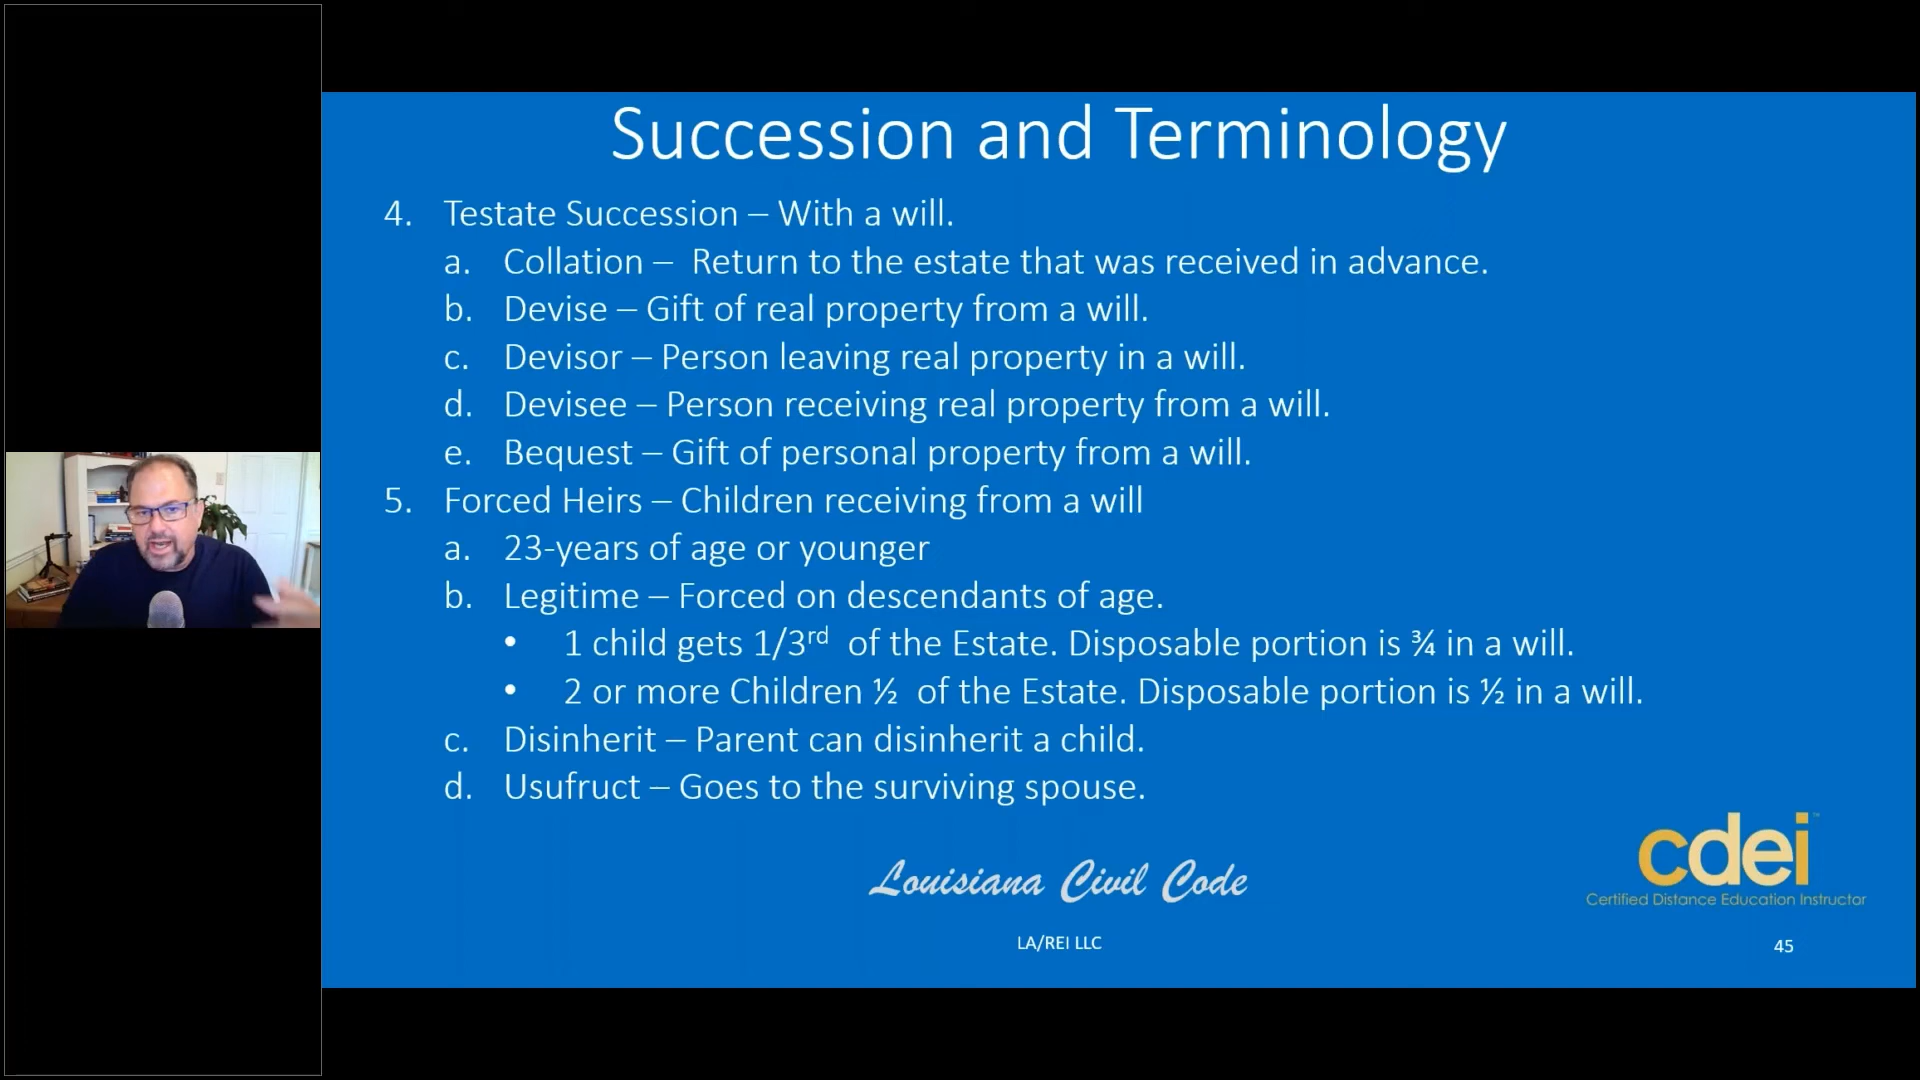 Succession and Terminology
4. Testate Succession – With a will.
a. Collation – Return to the estate that was received in advance.
b. Devise – Gift of real property from a will.
c. Devisor – Person leaving real property in a will.
d. Devisee – Person receiving real property from a will.
e. Bequest – Gift of personal property from a will.
5. Forced Heirs – Children receiving from a will
a. 23-years of age or younger
b. Legitime – Forced on descendants of age.
• 1 child gets 1/3rd of the Estate. Disposable portion is ¾ in a will.
• 2 or more Children ½ of the Estate. Disposable portion is ½ in a will.
c. Disinherit – Parent can disinherit a child.
d. Usufruct – Goes to the surviving spouse.
Louisiana Civil Code
cdei™
Certified Distance Education Instructor
LA/REI LLC
45